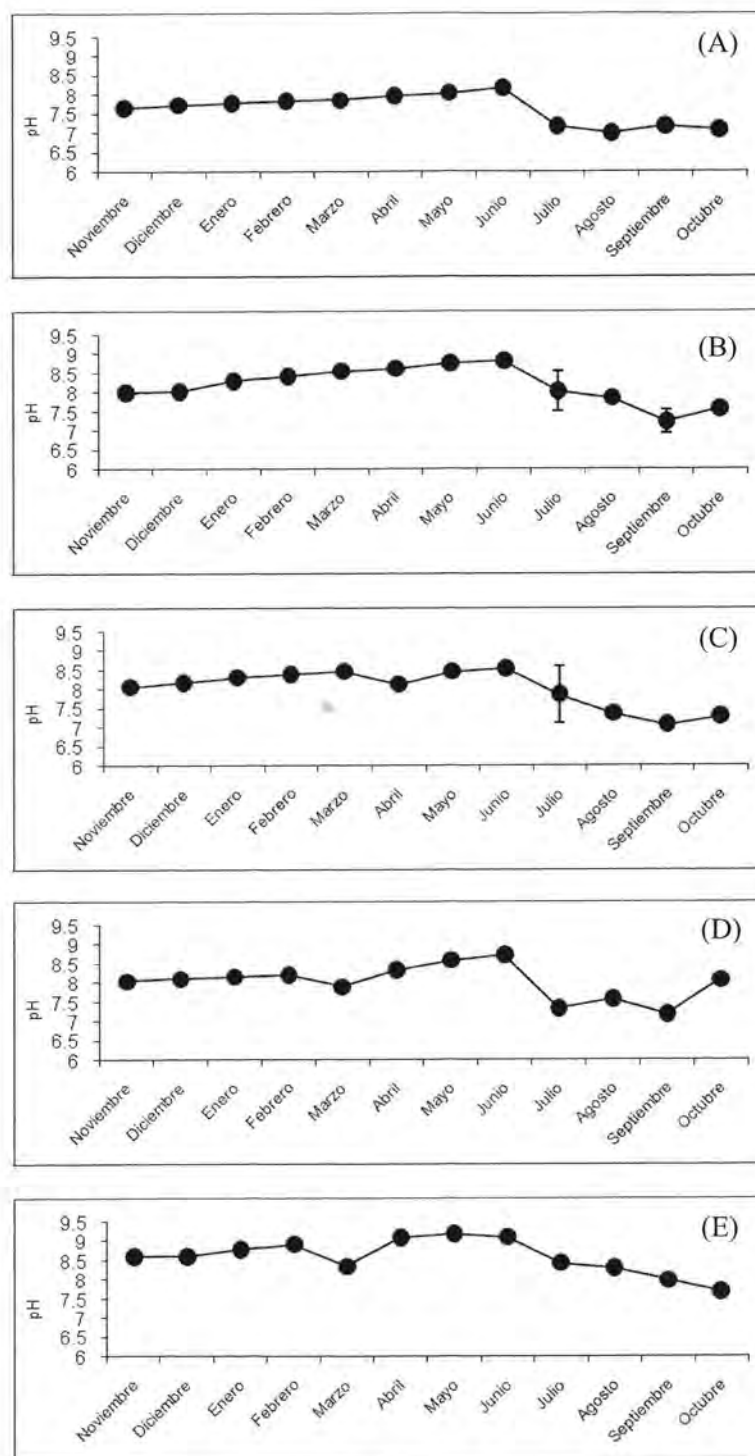 (A)
9.5
9
8.5
8
7.5
7
6.5
6
pH
Noviembre
Diciembre
Enero
Febrero
Marzo
Abril
Mayo
Junio
Julio
Agosto
Septiembre
Octubre
(B)
9.5
9
8.5
8
7.5
7
6.5
6
pH
Noviembre
Diciembre
Enero
Febrero
Marzo
Abril
Mayo
Junio
Julio
Agosto
Septiembre
Octubre
(C)
9.5
9
8.5
8
7.5
7
6.5
6
pH
Noviembre
Diciembre
Enero
Febrero
Marzo
Abril
Mayo
Junio
Julio
Agosto
Septiembre
Octubre
(D)
9.5
9
8.5
8
7.5
7
6.5
6
pH
Noviembre
Diciembre
Enero
Febrero
Marzo
Abril
Mayo
Junio
Julio
Agosto
Septiembre
Octubre
(E)
9.5
9
8.5
8
7.5
7
6.5
6
pH
Noviembre
Diciembre
Enero
Febrero
Marzo
Abril
Mayo
Junio
Julio
Agosto
Septiembre
Octubre